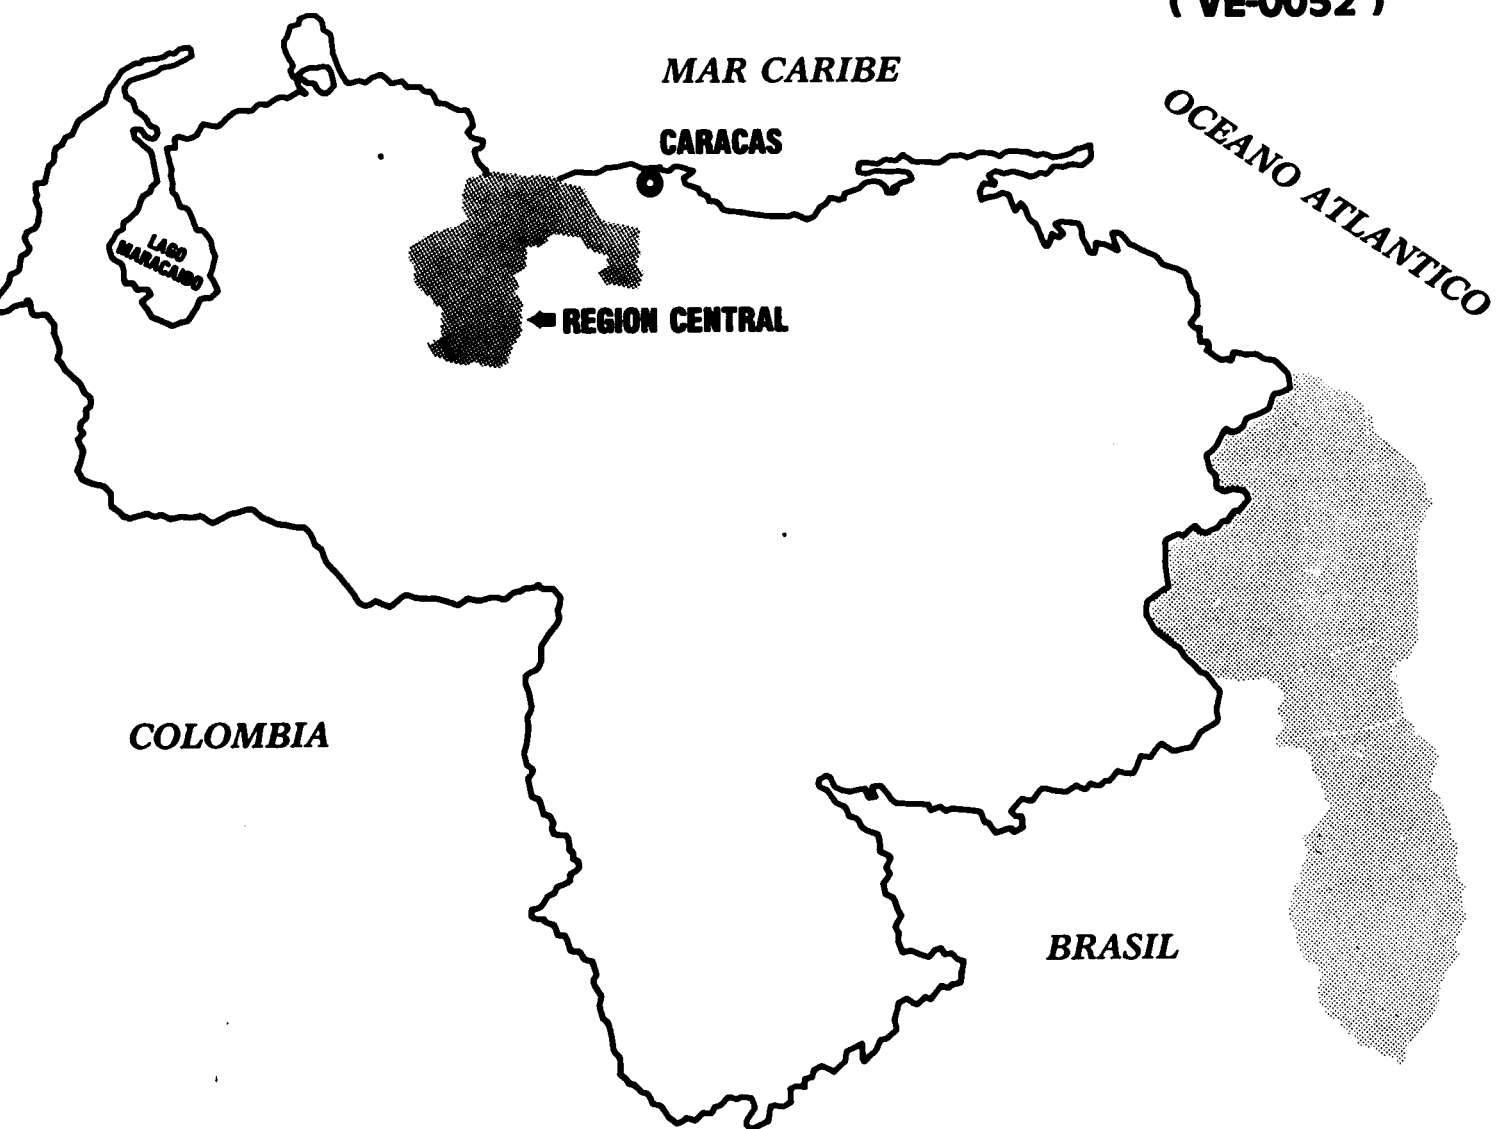 ( VE-0052 )
MAR CARIBE
OCEANO ATLANTICO
CARACAS
LAGO
MARACAIBO
REGION CENTRAL
COLOMBIA
BRASIL